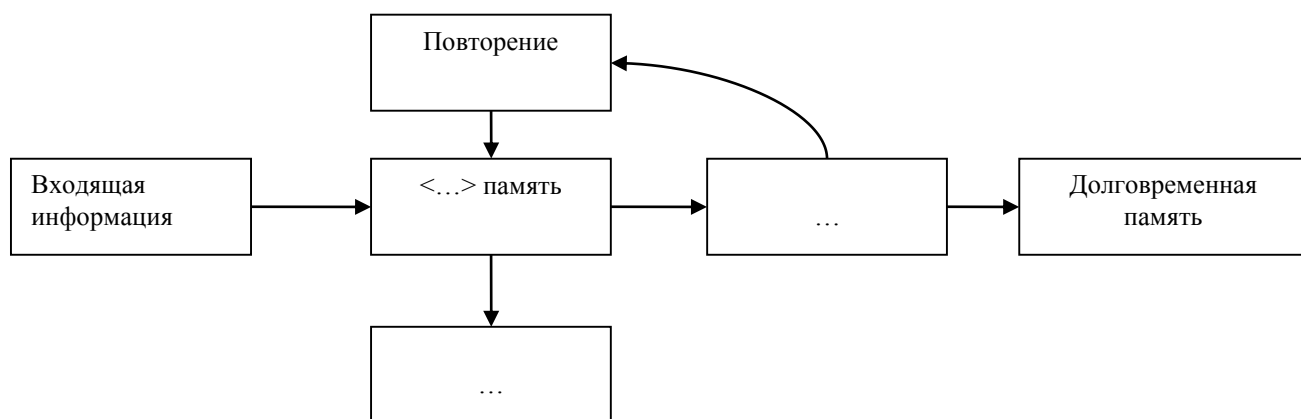 Повторение
Входящая
информация
<…> память
…
Долговременная
память
…